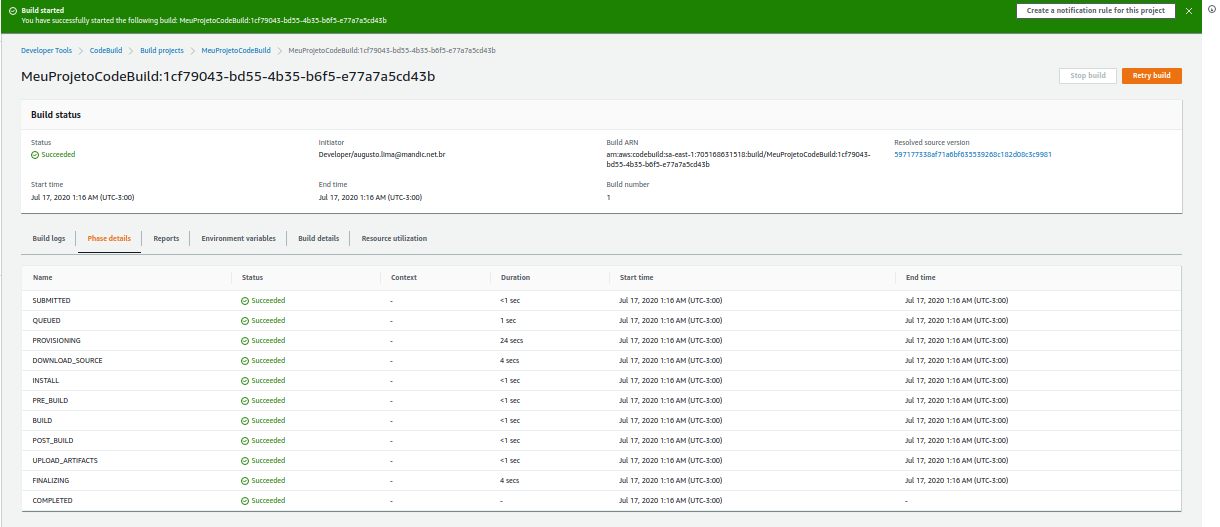 Build started
You have successfully started the following build: MeuProjetoCodeBuild:1cf79043-bd55-4b35-b6f5-e77a7a5cd43b
Create a notification rule for this project
Developer Tools
CodeBuild
Build projects
MeuProjetoCodeBuild
MeuProjetoCodeBuild:1cf79043-bd55-4b35-b6f5-e77a7a5cd43b
MeuProjetoCodeBuild:1cf79043-bd55-4b35-b6f5-e77a7a5cd43b
Stop build
Retry build
Build status
Status
Succeeded
Initiator
Developer/augusto.lima@mandic.net.br
Build ARN
arn:aws:codebuild:sa-east-1:705168631518:build/MeuProjetoCodeBuild:1cf79043-
bd55-4b35-b6f5-e77a7a5cd43b
Resolved source version
597177338af71a6bf635539268c182d08c3c9981
Start time
Jul 17, 2020 1:16 AM (UTC-3:00)
End time
Jul 17, 2020 1:16 AM (UTC-3:00)
Build number
1
Build logs
Phase details
Reports
Environment variables
Build details
Resource utilization
Name Status Context Duration Start time End time
SUBMITTED Succeeded - <1 sec Jul 17, 2020 1:16 AM (UTC-3:00) Jul 17, 2020 1:16 AM (UTC-3:00)
QUEUED Succeeded - 1 sec Jul 17, 2020 1:16 AM (UTC-3:00) Jul 17, 2020 1:16 AM (UTC-3:00)
PROVISIONING Succeeded - 24 secs Jul 17, 2020 1:16 AM (UTC-3:00) Jul 17, 2020 1:16 AM (UTC-3:00)
DOWNLOAD_SOURCE Succeeded - 4 secs Jul 17, 2020 1:16 AM (UTC-3:00) Jul 17, 2020 1:16 AM (UTC-3:00)
INSTALL Succeeded - <1 sec Jul 17, 2020 1:16 AM (UTC-3:00) Jul 17, 2020 1:16 AM (UTC-3:00)
PRE_BUILD Succeeded - <1 sec Jul 17, 2020 1:16 AM (UTC-3:00) Jul 17, 2020 1:16 AM (UTC-3:00)
BUILD Succeeded - <1 sec Jul 17, 2020 1:16 AM (UTC-3:00) Jul 17, 2020 1:16 AM (UTC-3:00)
POST_BUILD Succeeded - <1 sec Jul 17, 2020 1:16 AM (UTC-3:00) Jul 17, 2020 1:16 AM (UTC-3:00)
UPLOAD_ARTIFACTS Succeeded - <1 sec Jul 17, 2020 1:16 AM (UTC-3:00) Jul 17, 2020 1:16 AM (UTC-3:00)
FINALIZING Succeeded - 4 secs Jul 17, 2020 1:16 AM (UTC-3:00) Jul 17, 2020 1:16 AM (UTC-3:00)
COMPLETED Succeeded - - Jul 17, 2020 1:16 AM (UTC-3:00) -